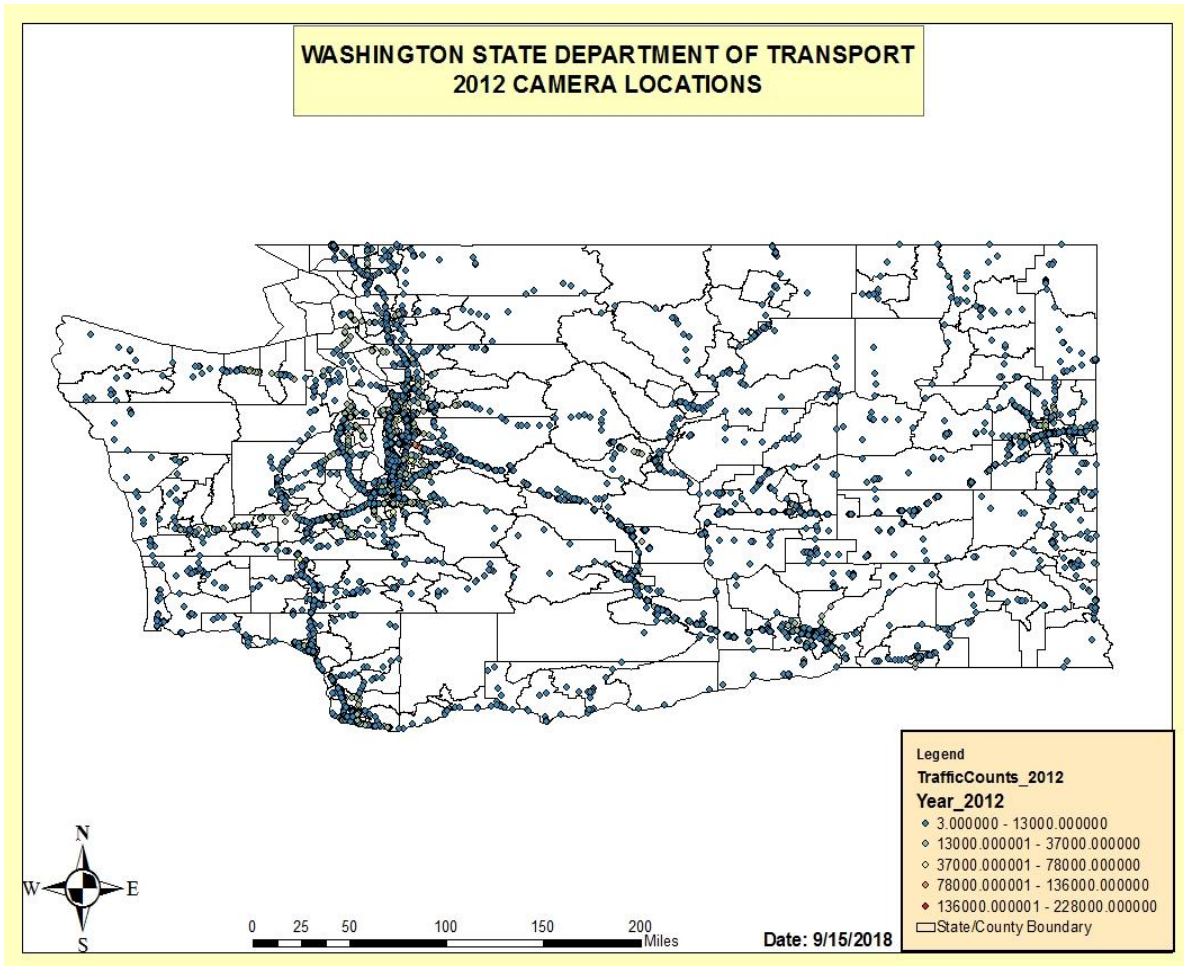 WASHINGTON STATE DEPARTMENT OF TRANSPORT
2012 CAMERA LOCATIONS
Legend
TrafficCounts_2012
Year_2012
3.000000 - 13000.000000
13000.000001 - 37000.000000
37000.000001 - 78000.000000
78000.000001 - 136000.000000
136000.000001 - 228000.000000
State/County Boundary
N
W E
S
0 25 50 100 150 200
Miles
Date: 9/15/2018